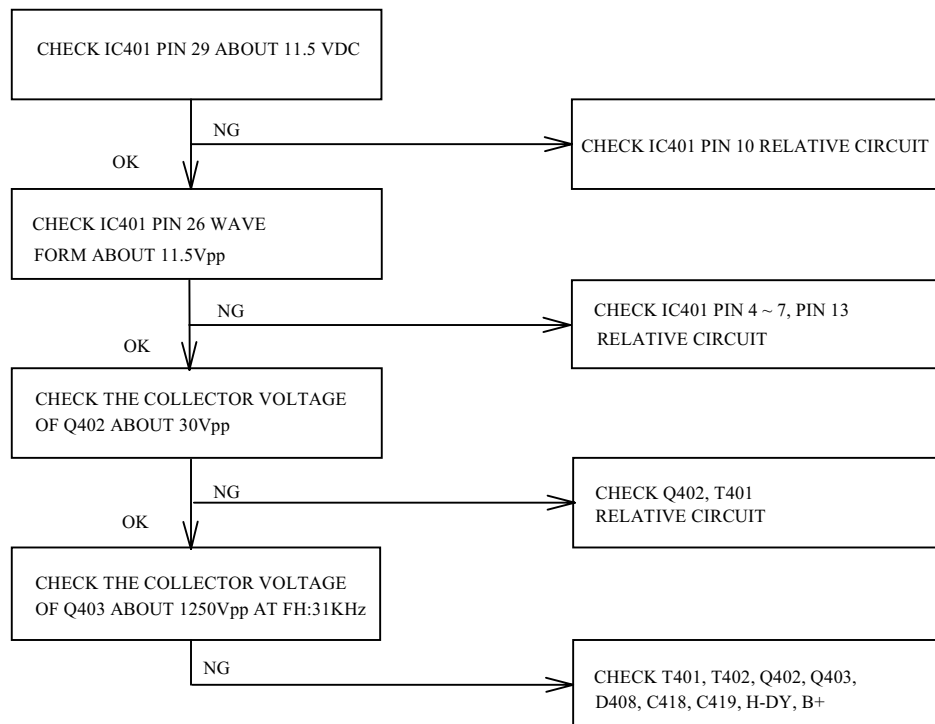 CHECK IC401 PIN 29 ABOUT 11.5 VDC
NG
CHECK IC401 PIN 10 RELATIVE CIRCUIT
OK
CHECK IC401 PIN 26 WAVE
FORM ABOUT 11.5Vpp
NG
CHECK IC401 PIN 4 ~ 7, PIN 13
RELATIVE CIRCUIT
OK
CHECK THE COLLECTOR VOLTAGE
OF Q402 ABOUT 30Vpp
NG
CHECK Q402, T401
RELATIVE CIRCUIT
OK
CHECK THE COLLECTOR VOLTAGE
OF Q403 ABOUT 1250Vpp AT FH:31KHz
NG
CHECK T401, T402, Q402, Q403,
D408, C418, C419, H-DY, B+